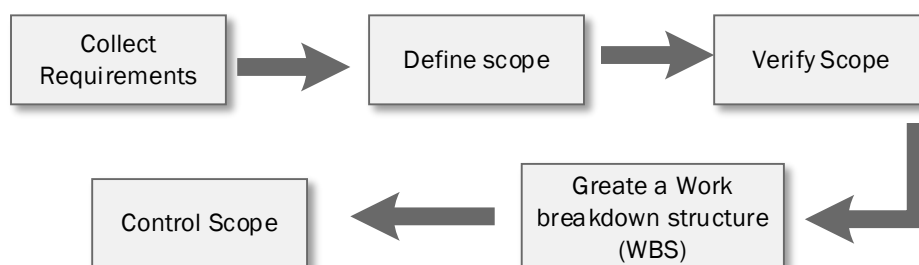 Collect
Requirements
Define scope
Verify Scope
Greate a Work
breakdown structure
(WBS)
Control Scope